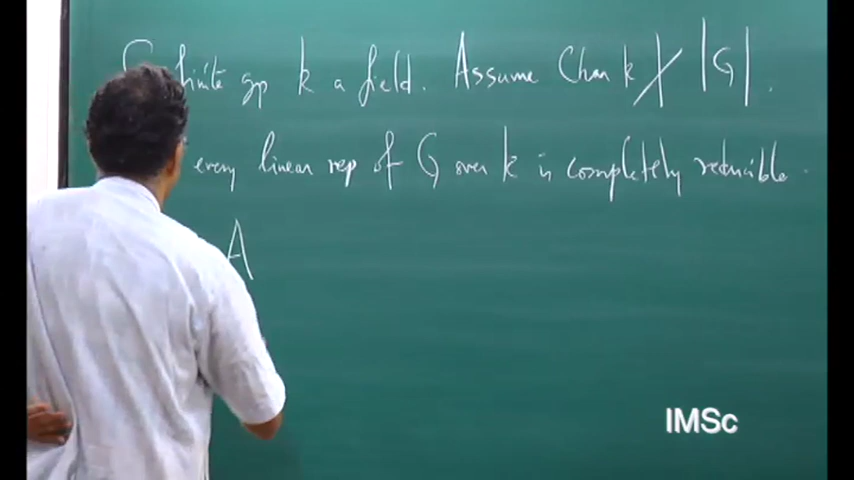 G finite gp k a field. Assume Char k ∤ |G|.
every linear rep of G over k is completely reducible.
A
IMSc